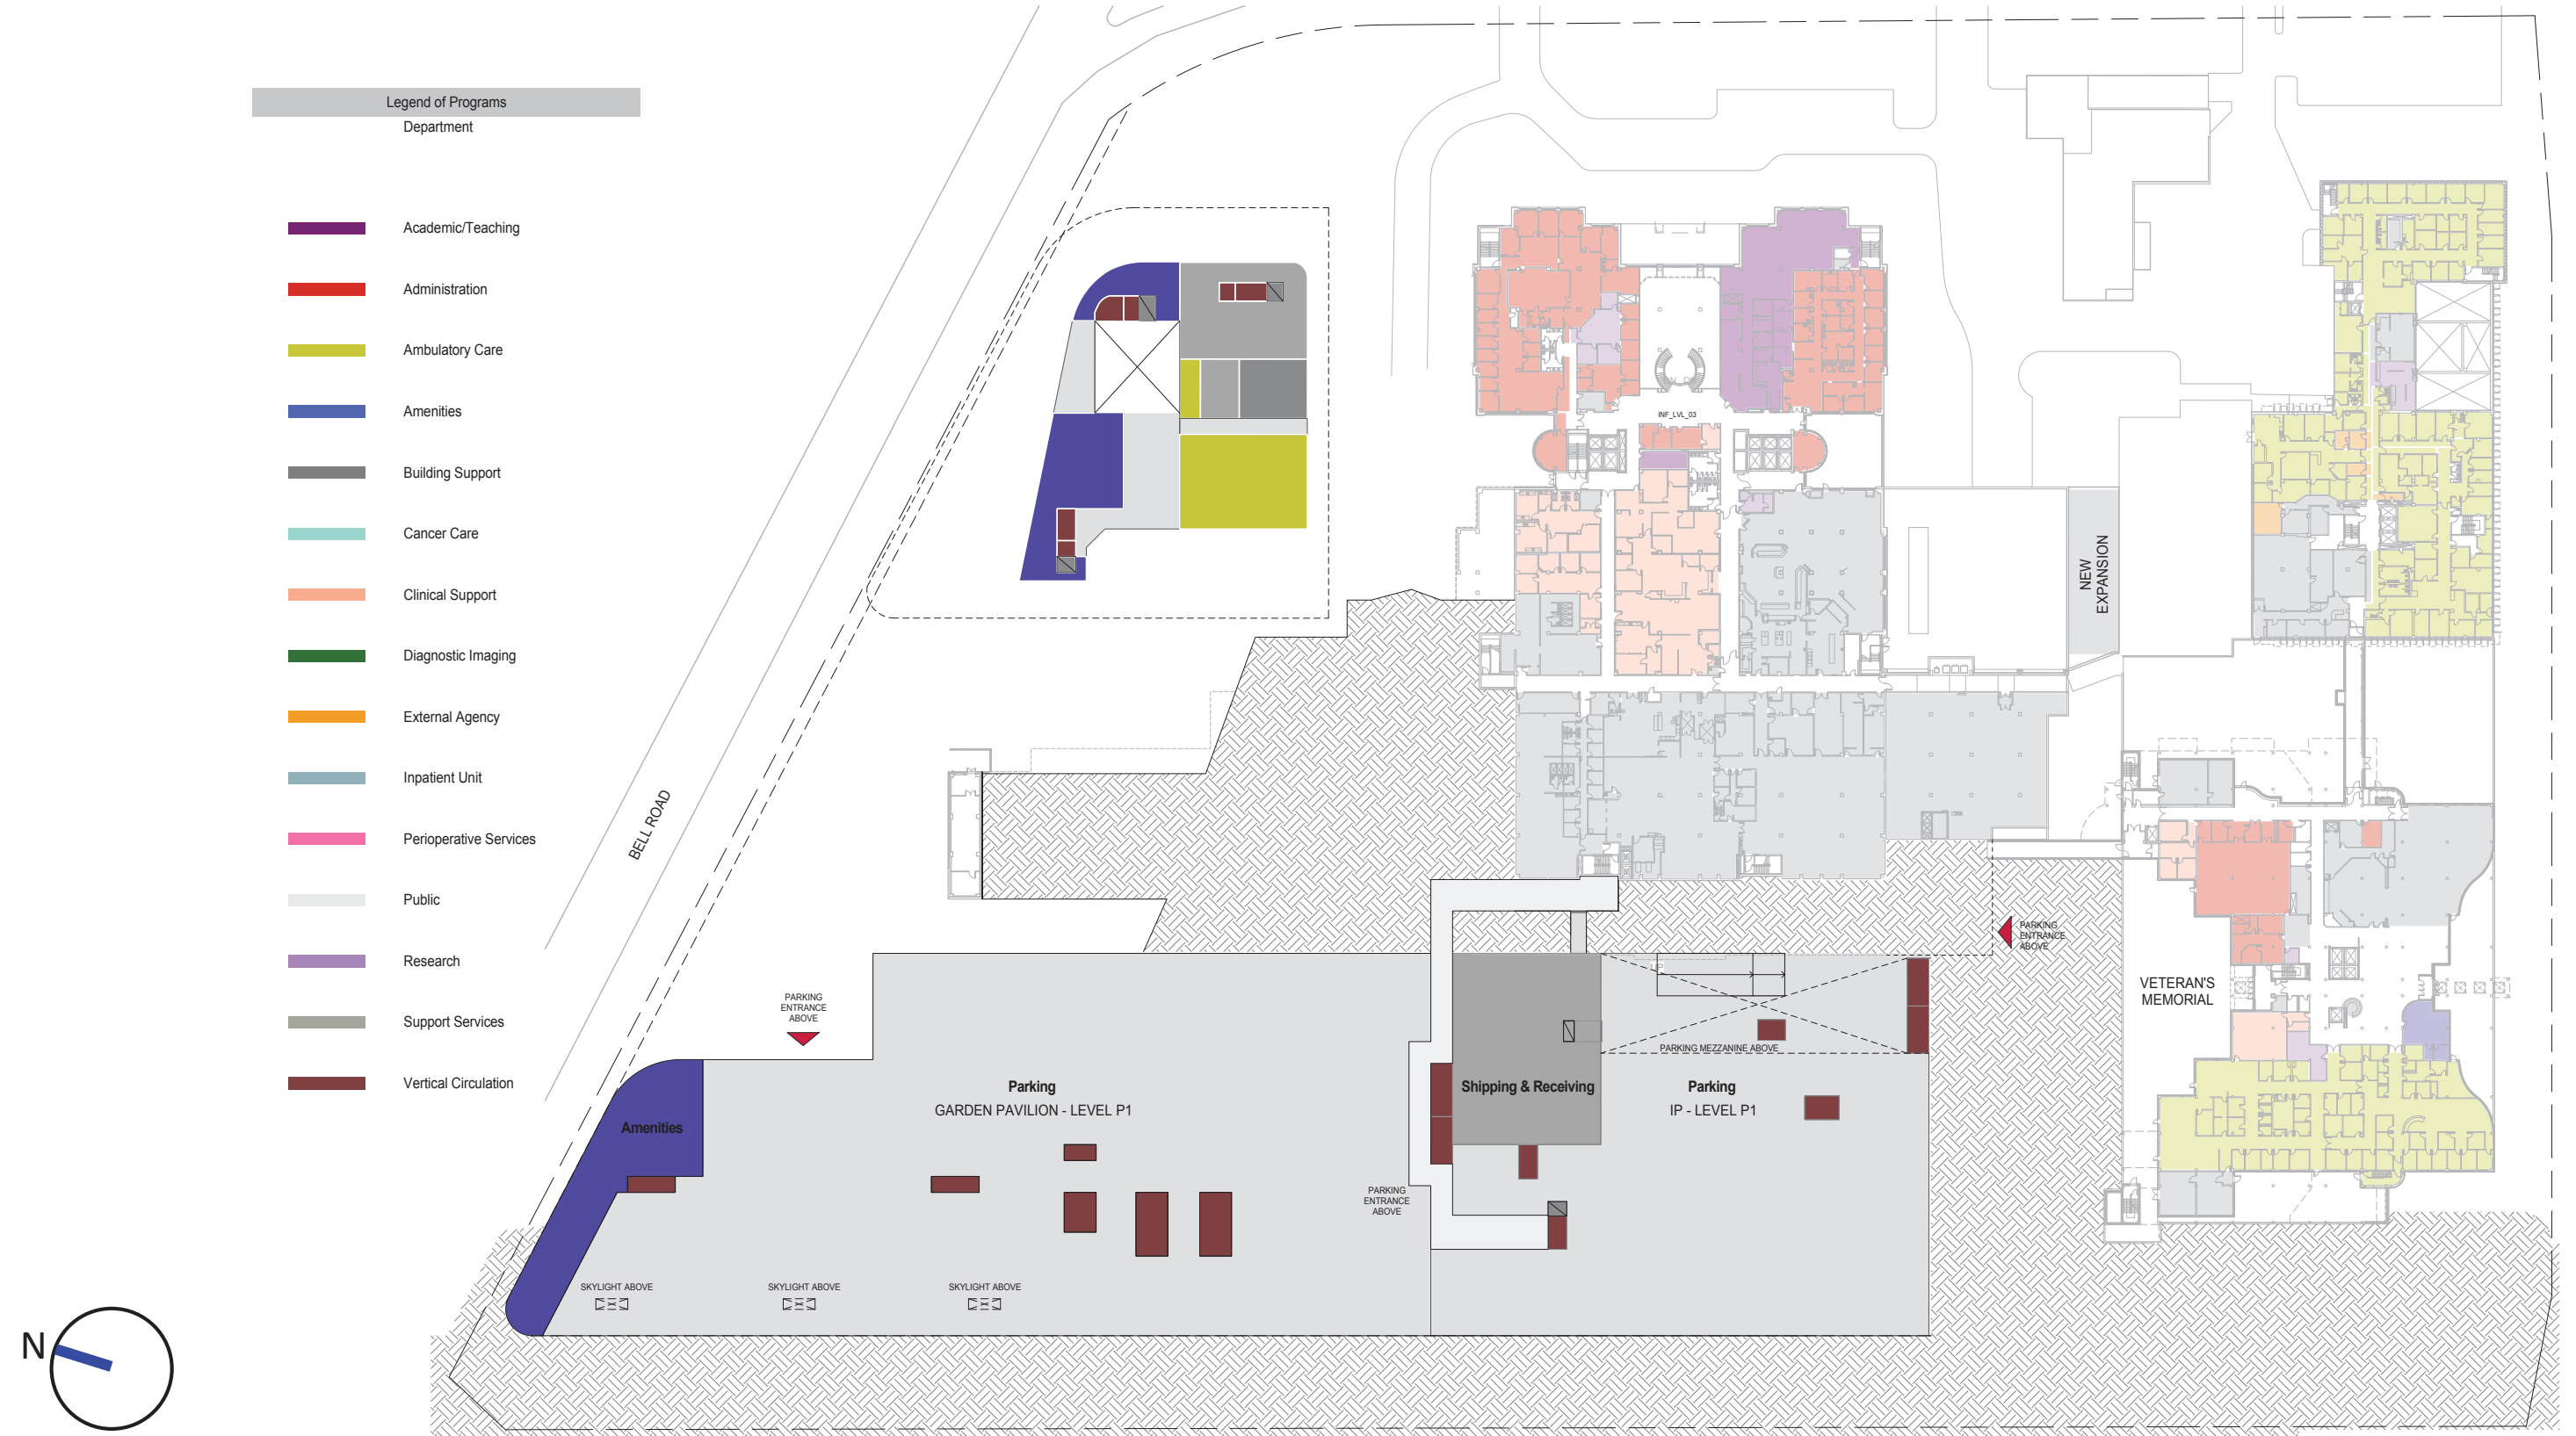 Legend of Programs
Department
Academic/Teaching
Administration
Ambulatory Care
Amenities
Building Support
Cancer Care
Clinical Support
Diagnostic Imaging
External Agency
Inpatient Unit
Perioperative Services
Public
Research
Support Services
Vertical Circulation
N
BELL ROAD
INF_LVL_03
NEW
EXPANSION
PARKING
ENTRANCE
ABOVE
VETERAN'S
MEMORIAL
PARKING
ENTRANCE
ABOVE
UP
PARKING MEZZANINE ABOVE
Parking
GARDEN PAVILION - LEVEL P1
Shipping & Receiving
Parking
IP - LEVEL P1
Amenities
PARKING
ENTRANCE
ABOVE
SKYLIGHT ABOVE
SKYLIGHT ABOVE
SKYLIGHT ABOVE